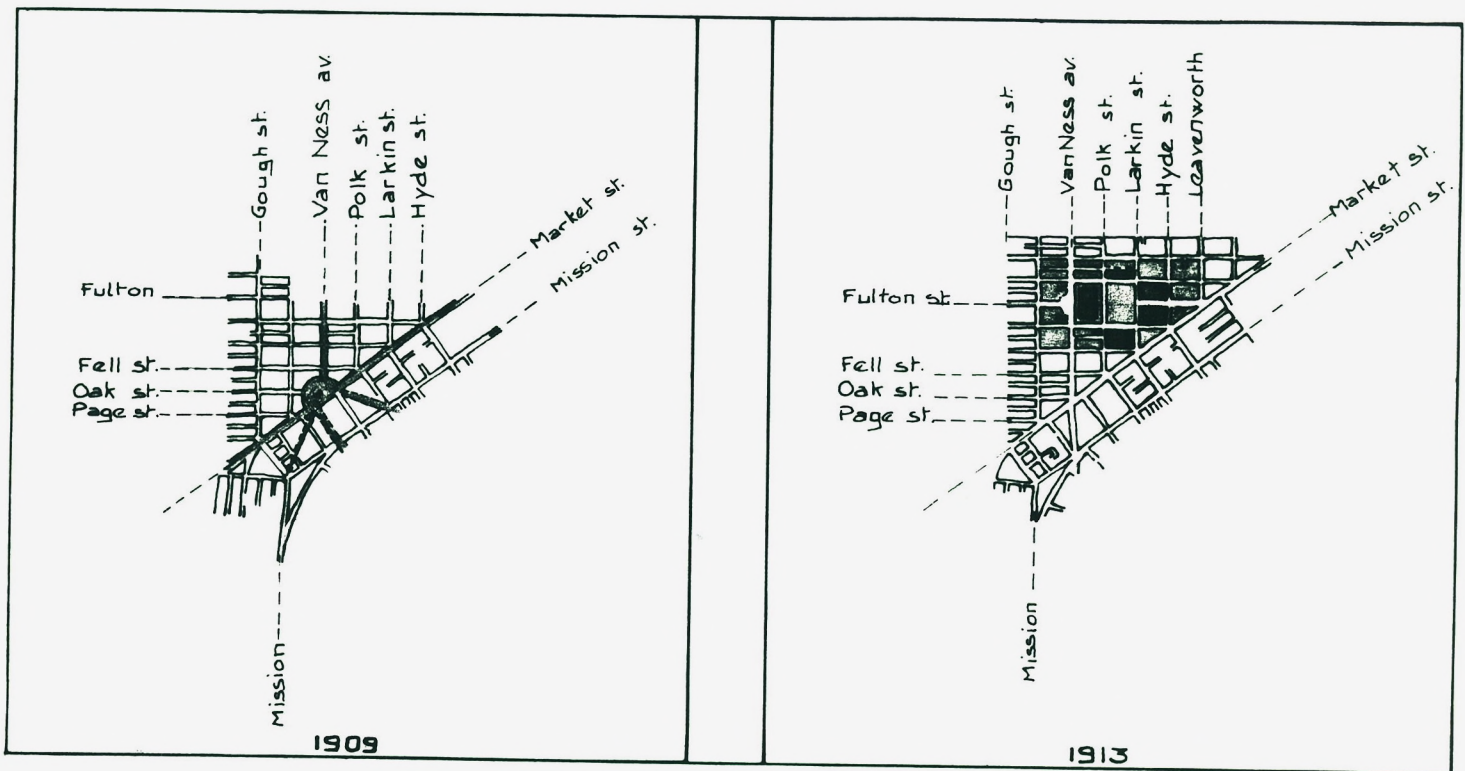 Gough st.
Van Ness av.
Polk st.
Larkin st.
Hyde st.
Market st.
Mission st.
Fulton
Fell st.
Oak st.
Page st.
Mission
1909
Gough st.
Van Ness av.
Polk st.
Larkin st.
Hyde st.
Leavenworth
Market st.
Mission st.
Fulton st.
Fell st.
Oak st.
Page st.
Mission
1913